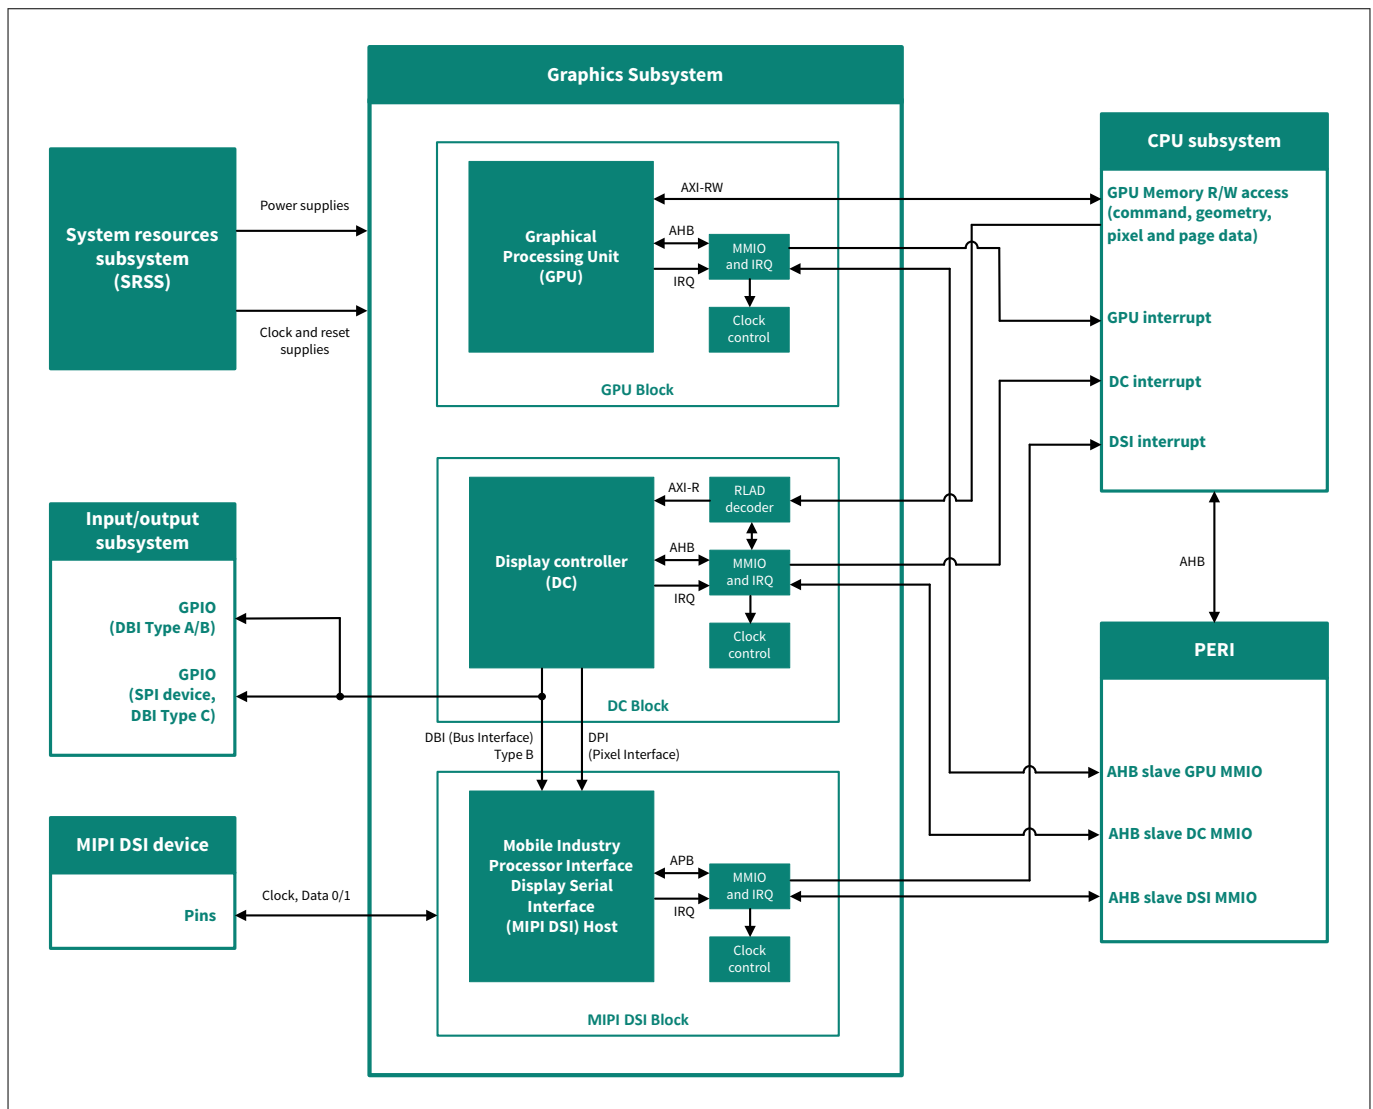 Graphics Subsystem
System resources
subsystem
(SRSS)
Power supplies
Clock and reset
supplies
Graphical
Processing Unit
(GPU)
AXI-RW
AHB
IRQ
MMIO
and IRQ
Clock
control
GPU Block
CPU subsystem
GPU Memory R/W access
(command, geometry,
pixel and page data)
GPU interrupt
DC interrupt
DSI interrupt
AHB
Input/output
subsystem
GPIO
(DBI Type A/B)
GPIO
(SPI device,
DBI Type C)
Display controller
(DC)
AXI-R
RLAD
decoder
AHB
IRQ
MMIO
and IRQ
Clock
control
DC Block
DBI (Bus Interface)
Type B
DPI
(Pixel Interface)
PERI
AHB slave GPU MMIO
AHB slave DC MMIO
AHB slave DSI MMIO
MIPI DSI device
Pins
Clock, Data 0/1
Mobile Industry
Processor Interface
Display Serial
Interface
(MIPI DSI) Host
APB
IRQ
MMIO
and IRQ
Clock
control
MIPI DSI Block